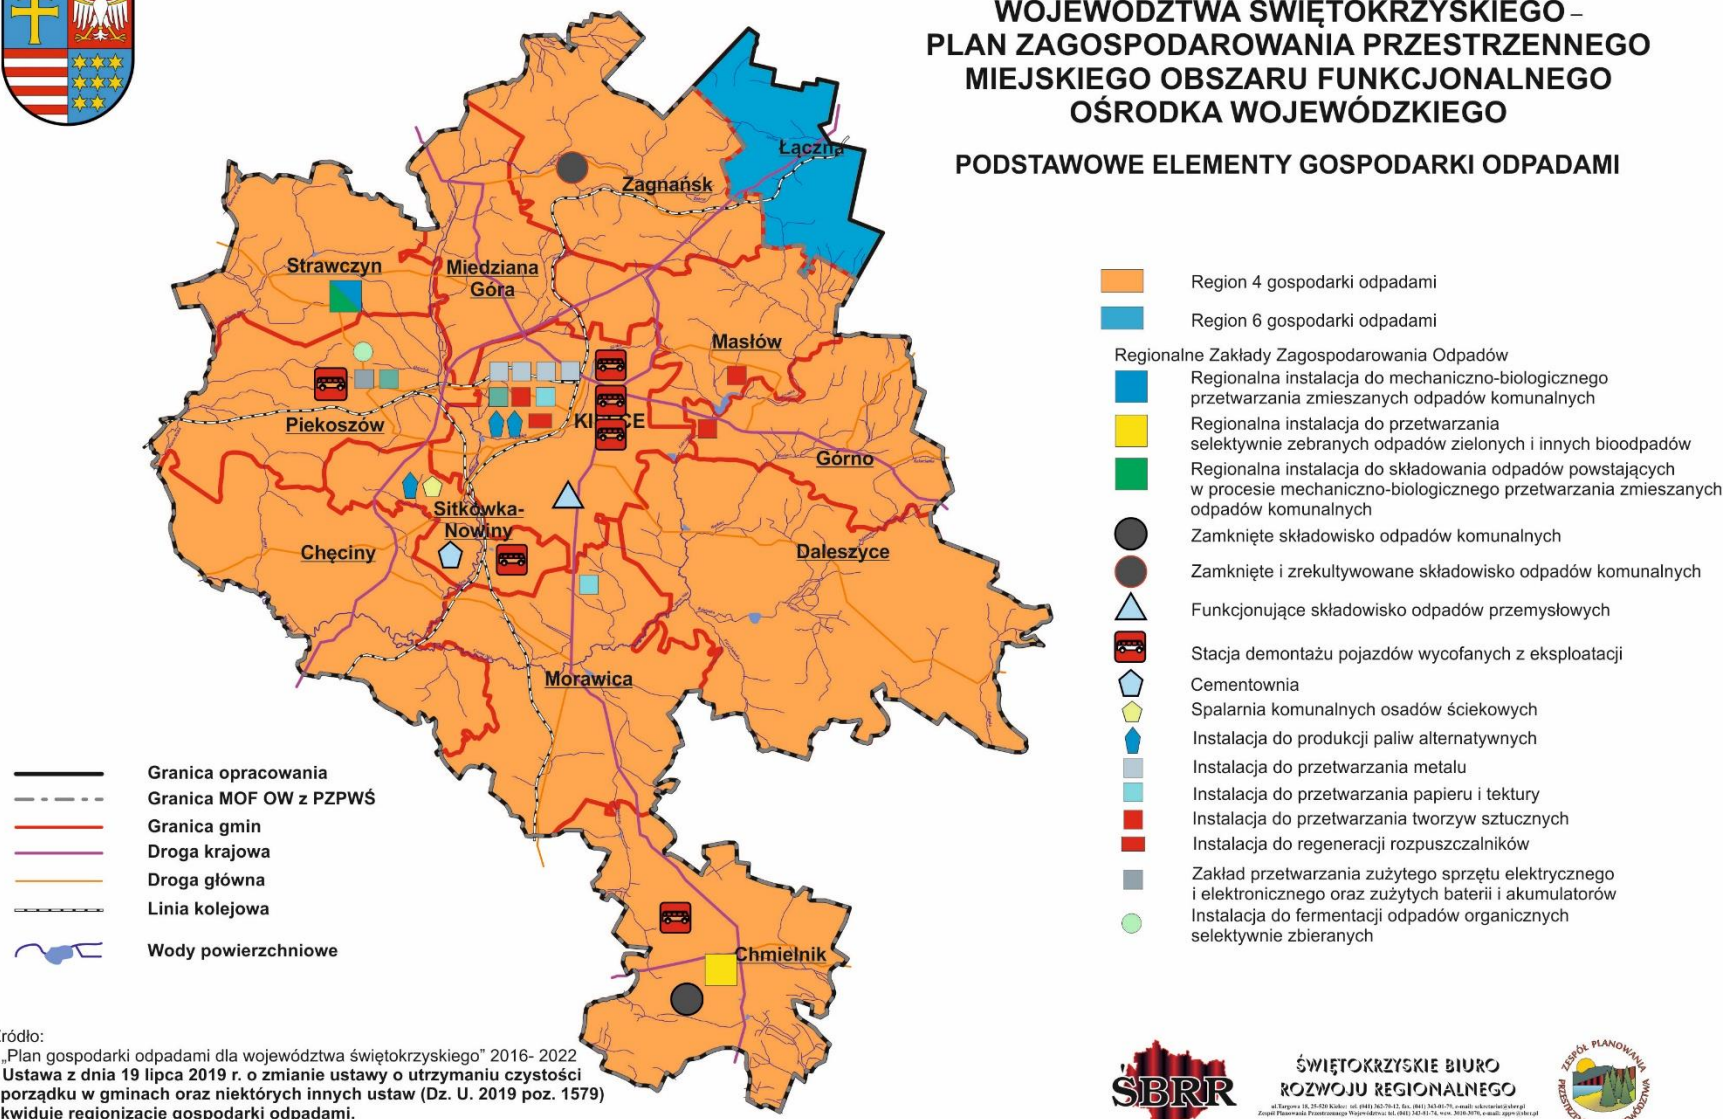 WOJEWÓDZTWA ŚWIĘTOKRZYSKIEGO –
PLAN ZAGOSPODAROWANIA PRZESTRZENNEGO
MIEJSKIEGO OBSZARU FUNKCJONALNEGO
OŚRODKA WOJEWÓDZKIEGO
PODSTAWOWE ELEMENTY GOSPODARKI ODPADAMI
Łączna
Zagnańsk
Strawczyn
Miedziana
Góra
Masłów
Piekoszów
Górno
Sitkówka-
Nowiny
Chęciny
Daleszyce
Morawica
Chmielnik
Region 4 gospodarki odpadami
Region 6 gospodarki odpadami
Regionalne Zakłady Zagospodarowania Odpadów
Regionalna instalacja do mechaniczno-biologicznego
przetwarzania zmieszanych odpadów komunalnych
Regionalna instalacja do przetwarzania
selektywnie zebranych odpadów zielonych i innych bioodpadów
Regionalna instalacja do składowania odpadów powstających
w procesie mechaniczno-biologicznego przetwarzania zmieszanych
odpadów komunalnych
Zamknięte składowisko odpadów komunalnych
Zamknięte i zrekultywowane składowisko odpadów komunalnych
Funkcjonujące składowisko odpadów przemysłowych
Stacja demontażu pojazdów wycofanych z eksploatacji
Cementownia
Spalarnia komunalnych osadów ściekowych
Instalacja do produkcji paliw alternatywnych
Instalacja do przetwarzania metalu
Instalacja do przetwarzania papieru i tektury
Instalacja do przetwarzania tworzyw sztucznych
Instalacja do regeneracji rozpuszczalników
Zakład przetwarzania zużytego sprzętu elektrycznego
i elektronicznego oraz zużytych baterii i akumulatorów
Instalacja do fermentacji odpadów organicznych
selektywnie zbieranych
Granica opracowania
Granica MOF OW z PZPWŚ
Granica gmin
Droga krajowa
Droga główna
Linia kolejowa
Wody powierzchniowe
ródło:
„Plan gospodarki odpadami dla województwa świętokrzyskiego” 2016- 2022
Ustawa z dnia 19 lipca 2019 r. o zmianie ustawy o utrzymaniu czystości
porządku w gminach oraz niektórych innych ustaw (Dz. U. 2019 poz. 1579)
kwiduje regionizację gospodarki odpadami.
ŚBRR
ŚWIĘTOKRZYSKIE BIURO
ROZWOJU REGIONALNEGO
ZESPÓŁ PLANOWANIA